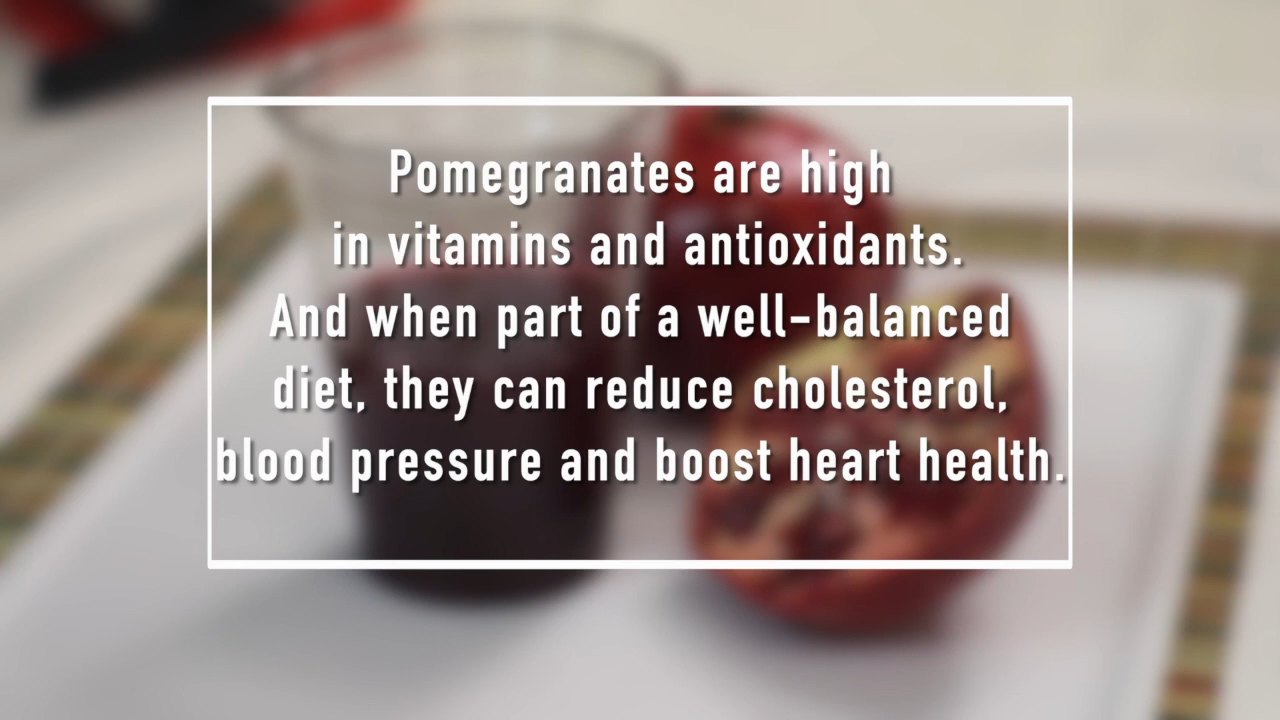 Pomegranates are high
in vitamins and antioxidants.
And when part of a well-balanced
diet, they can reduce cholesterol,
blood pressure and boost heart health.